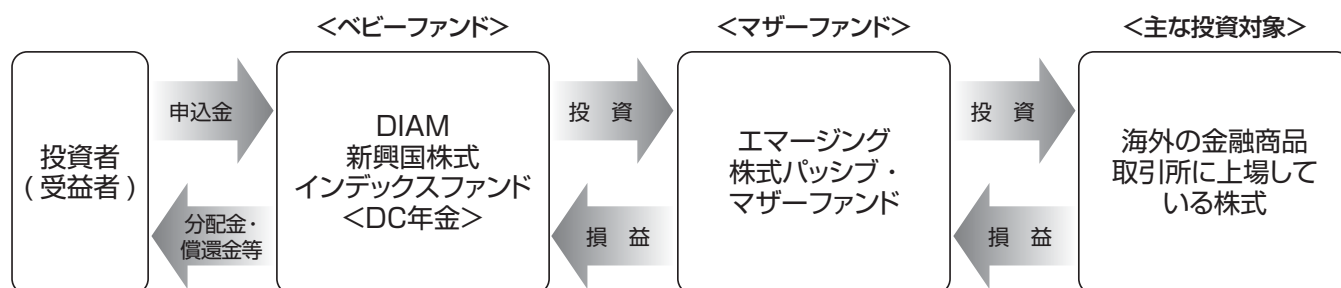 <ベビーファンド>
<マザーファンド>
<主な投資対象>
投資者
(受益者)
申込金
分配金・
償還金等
DIAM
新興国株式
インデックスファンド
<DC年金>
投 資
損 益
エマージング
株式パッシブ・
マザーファンド
投 資
損 益
海外の金融商品
取引所に上場して
いる株式